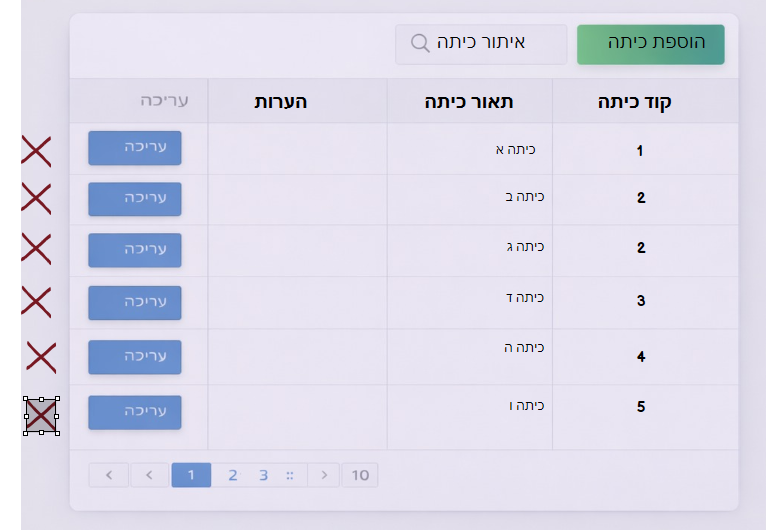 הוספת כיתה איתור כיתה
קוד כיתה תאור כיתה הערות עריכה
1 כיתה א עריכה
2 כיתה ב עריכה
2 כיתה ג עריכה
3 כיתה ד עריכה
4 כיתה ה עריכה
5 כיתה ו עריכה
< < 1 2 3 :: > 10